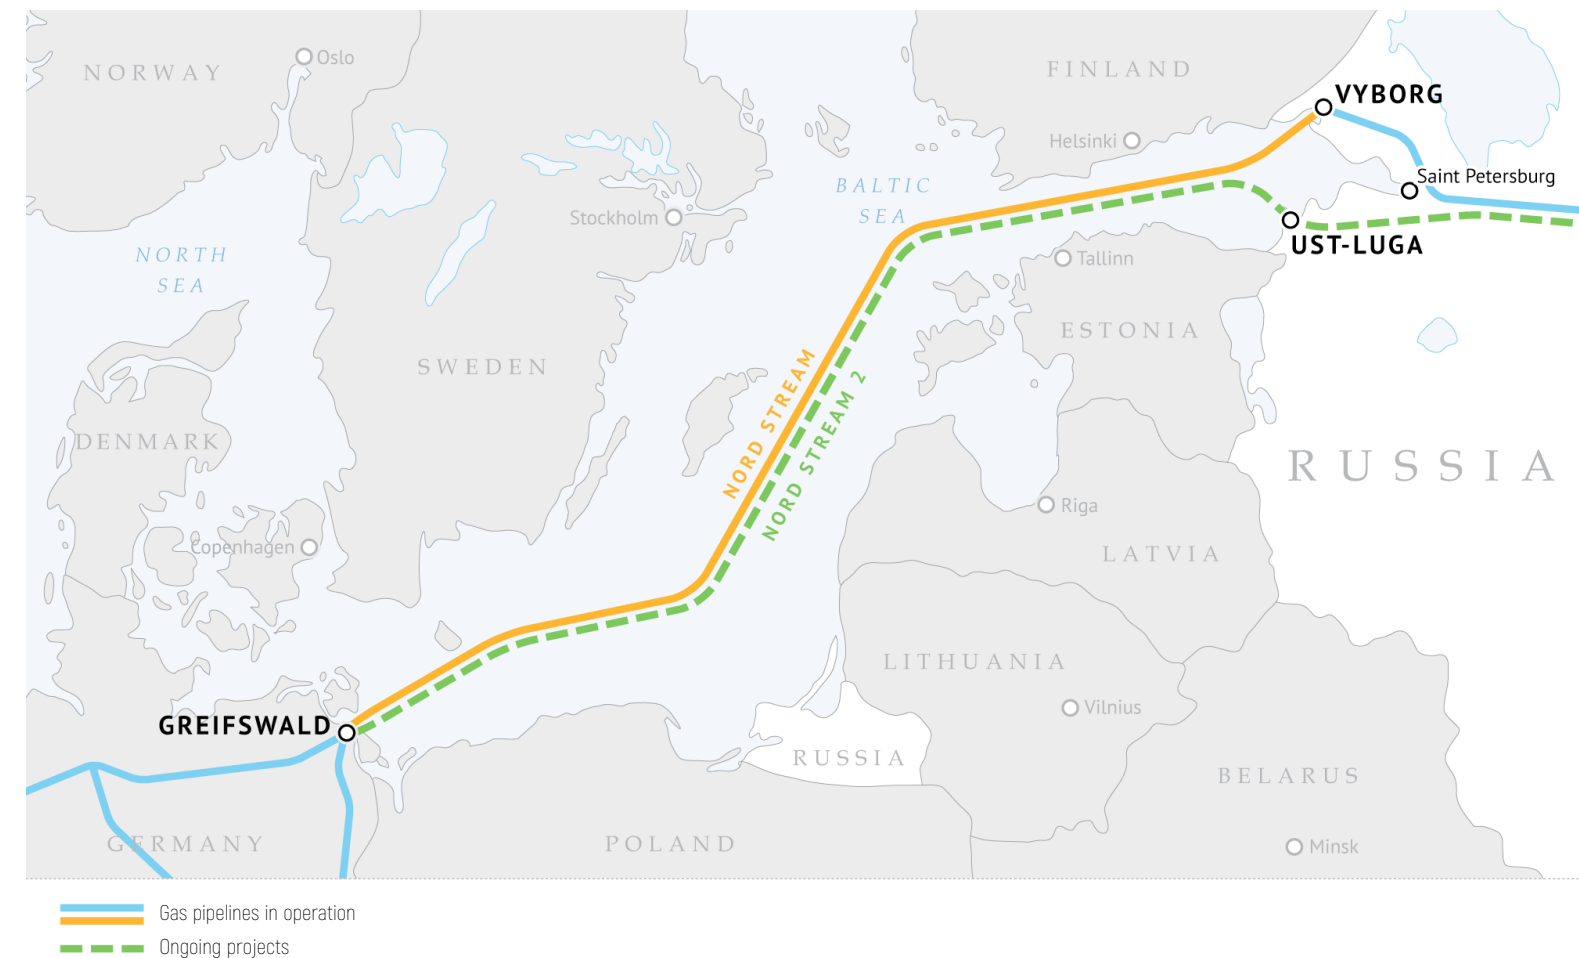 NORWAY
Oslo
FINLAND
VYBORG
Helsinki
Saint Petersburg
BALTIC
SEA
Stockholm
UST-LUGA
NORTH
SEA
Tallinn
ESTONIA
SWEDEN
NORD STREAM
NORD STREAM 2
DENMARK
RUSSIA
Riga
Copenhagen
LATVIA
LITHUANIA
Vilnius
GREIFSWALD
RUSSIA
BELARUS
GERMANY
POLAND
Minsk
Gas pipelines in operation
Ongoing projects